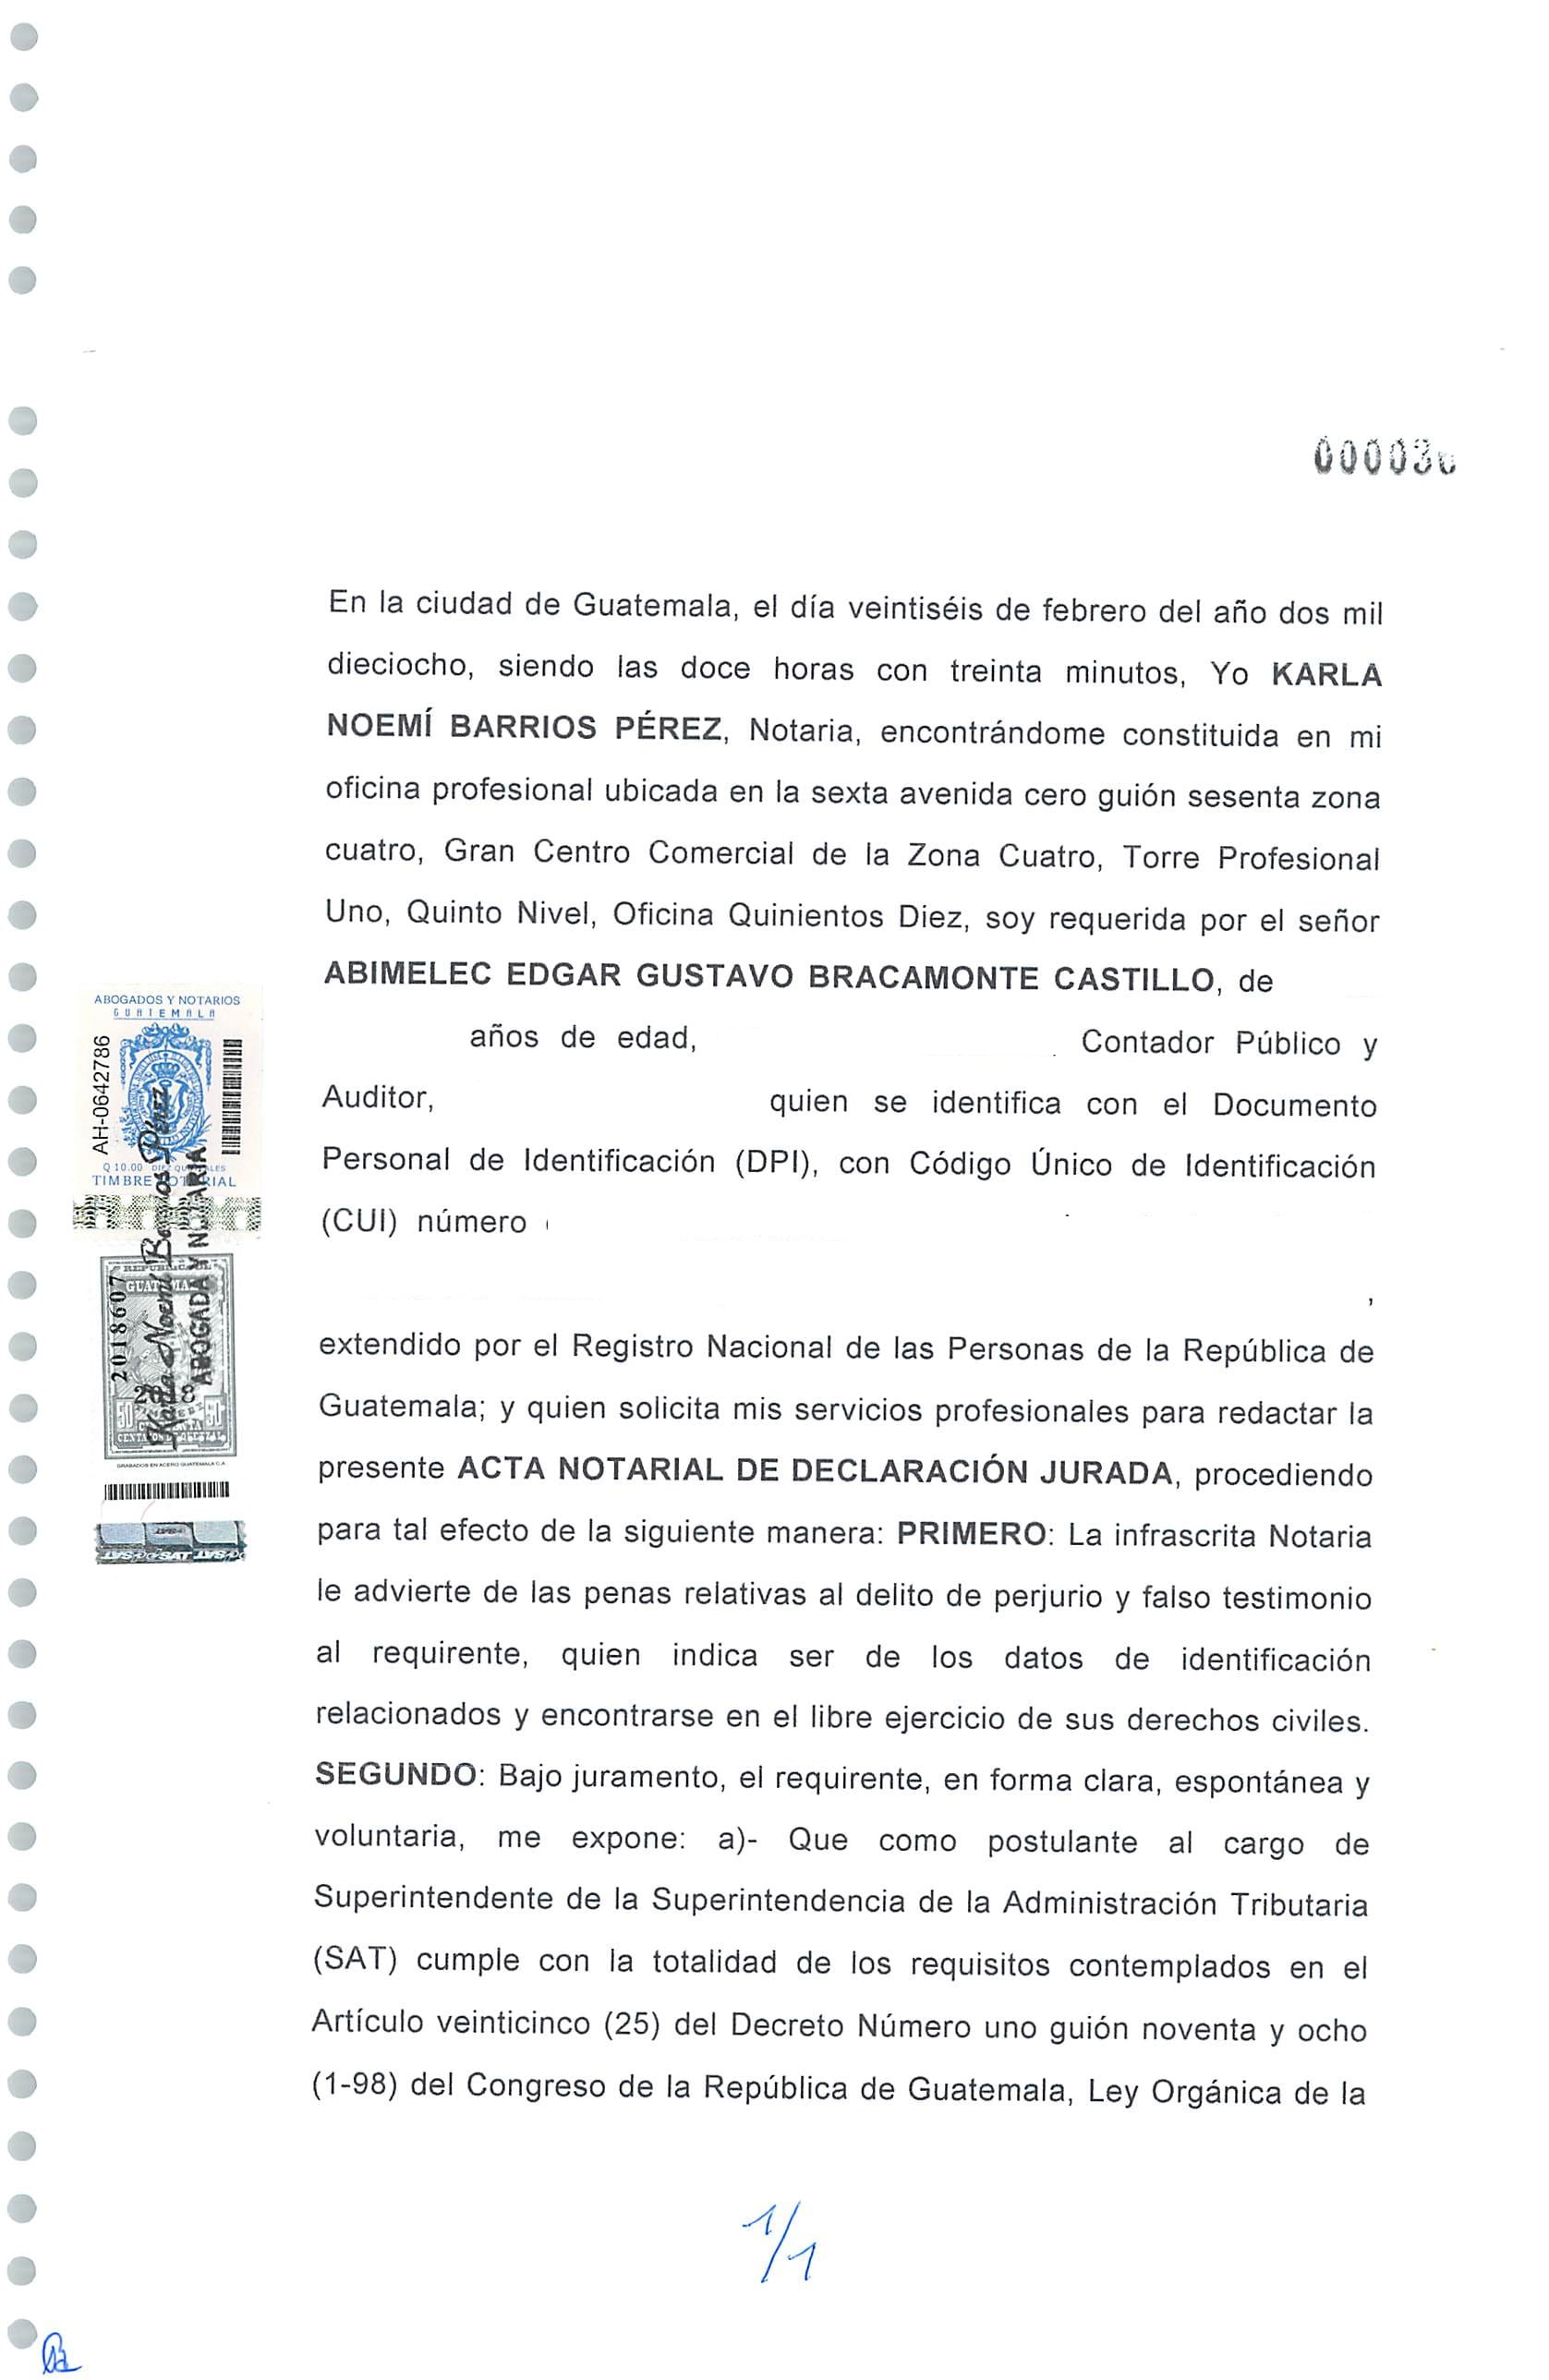 En la ciudad de Guatemala, el día veintiséis de febrero del año dos mil
dieciocho, siendo las doce horas con treinta minutos, Yo KARLA
NOEMÍ BARRIOS PÉREZ, Notaria, encontrándome constituida en mi
oficina profesional ubicada en la sexta avenida cero guión sesenta zona
cuatro, Gran Centro Comercial de la Zona Cuatro, Torre Profesional
Uno, Quinto Nivel, Oficina Quinientos Diez, soy requerida por el señor
ABIMELEC EDGAR GUSTAVO BRACAMONTE CASTILLO, de
años de edad, Contador Público y
Auditor, quien se identifica con el Documento
Personal de Identificación (DPI), con Código Único de Identificación
(CUI) número
,
extendido por el Registro Nacional de las Personas de la República de
Guatemala; y quien solicita mis servicios profesionales para redactar la
presente ACTA NOTARIAL DE DECLARACIÓN JURADA, procediendo
para tal efecto de la siguiente manera: PRIMERO: La infrascrita Notaria
le advierte de las penas relativas al delito de perjurio y falso testimonio
al requirente, quien indica ser de los datos de identificación
relacionados y encontrarse en el libre ejercicio de sus derechos civiles.
SEGUNDO: Bajo juramento, el requirente, en forma clara, espontánea y
voluntaria, me expone: a)- Que como postulante al cargo de
Superintendente de la Superintendencia de la Administración Tributaria
(SAT) cumple con la totalidad de los requisitos contemplados en el
Artículo veinticinco (25) del Decreto Número uno guión noventa y ocho
(1-98) del Congreso de la República de Guatemala, Ley Orgánica de la
1/1
ABOGADOS Y NOTARIOS
GUATEMALA
AH-0642786
Q 10.00
TIMBRE NOTARIAL
Karla Noemí Barrios Pérez
ABOGADA Y NOTARIA
REPUBLICA DE
GUATEMALA
2018607
50 50
GRABADOS EN ACERO GUATEMALA C.A.